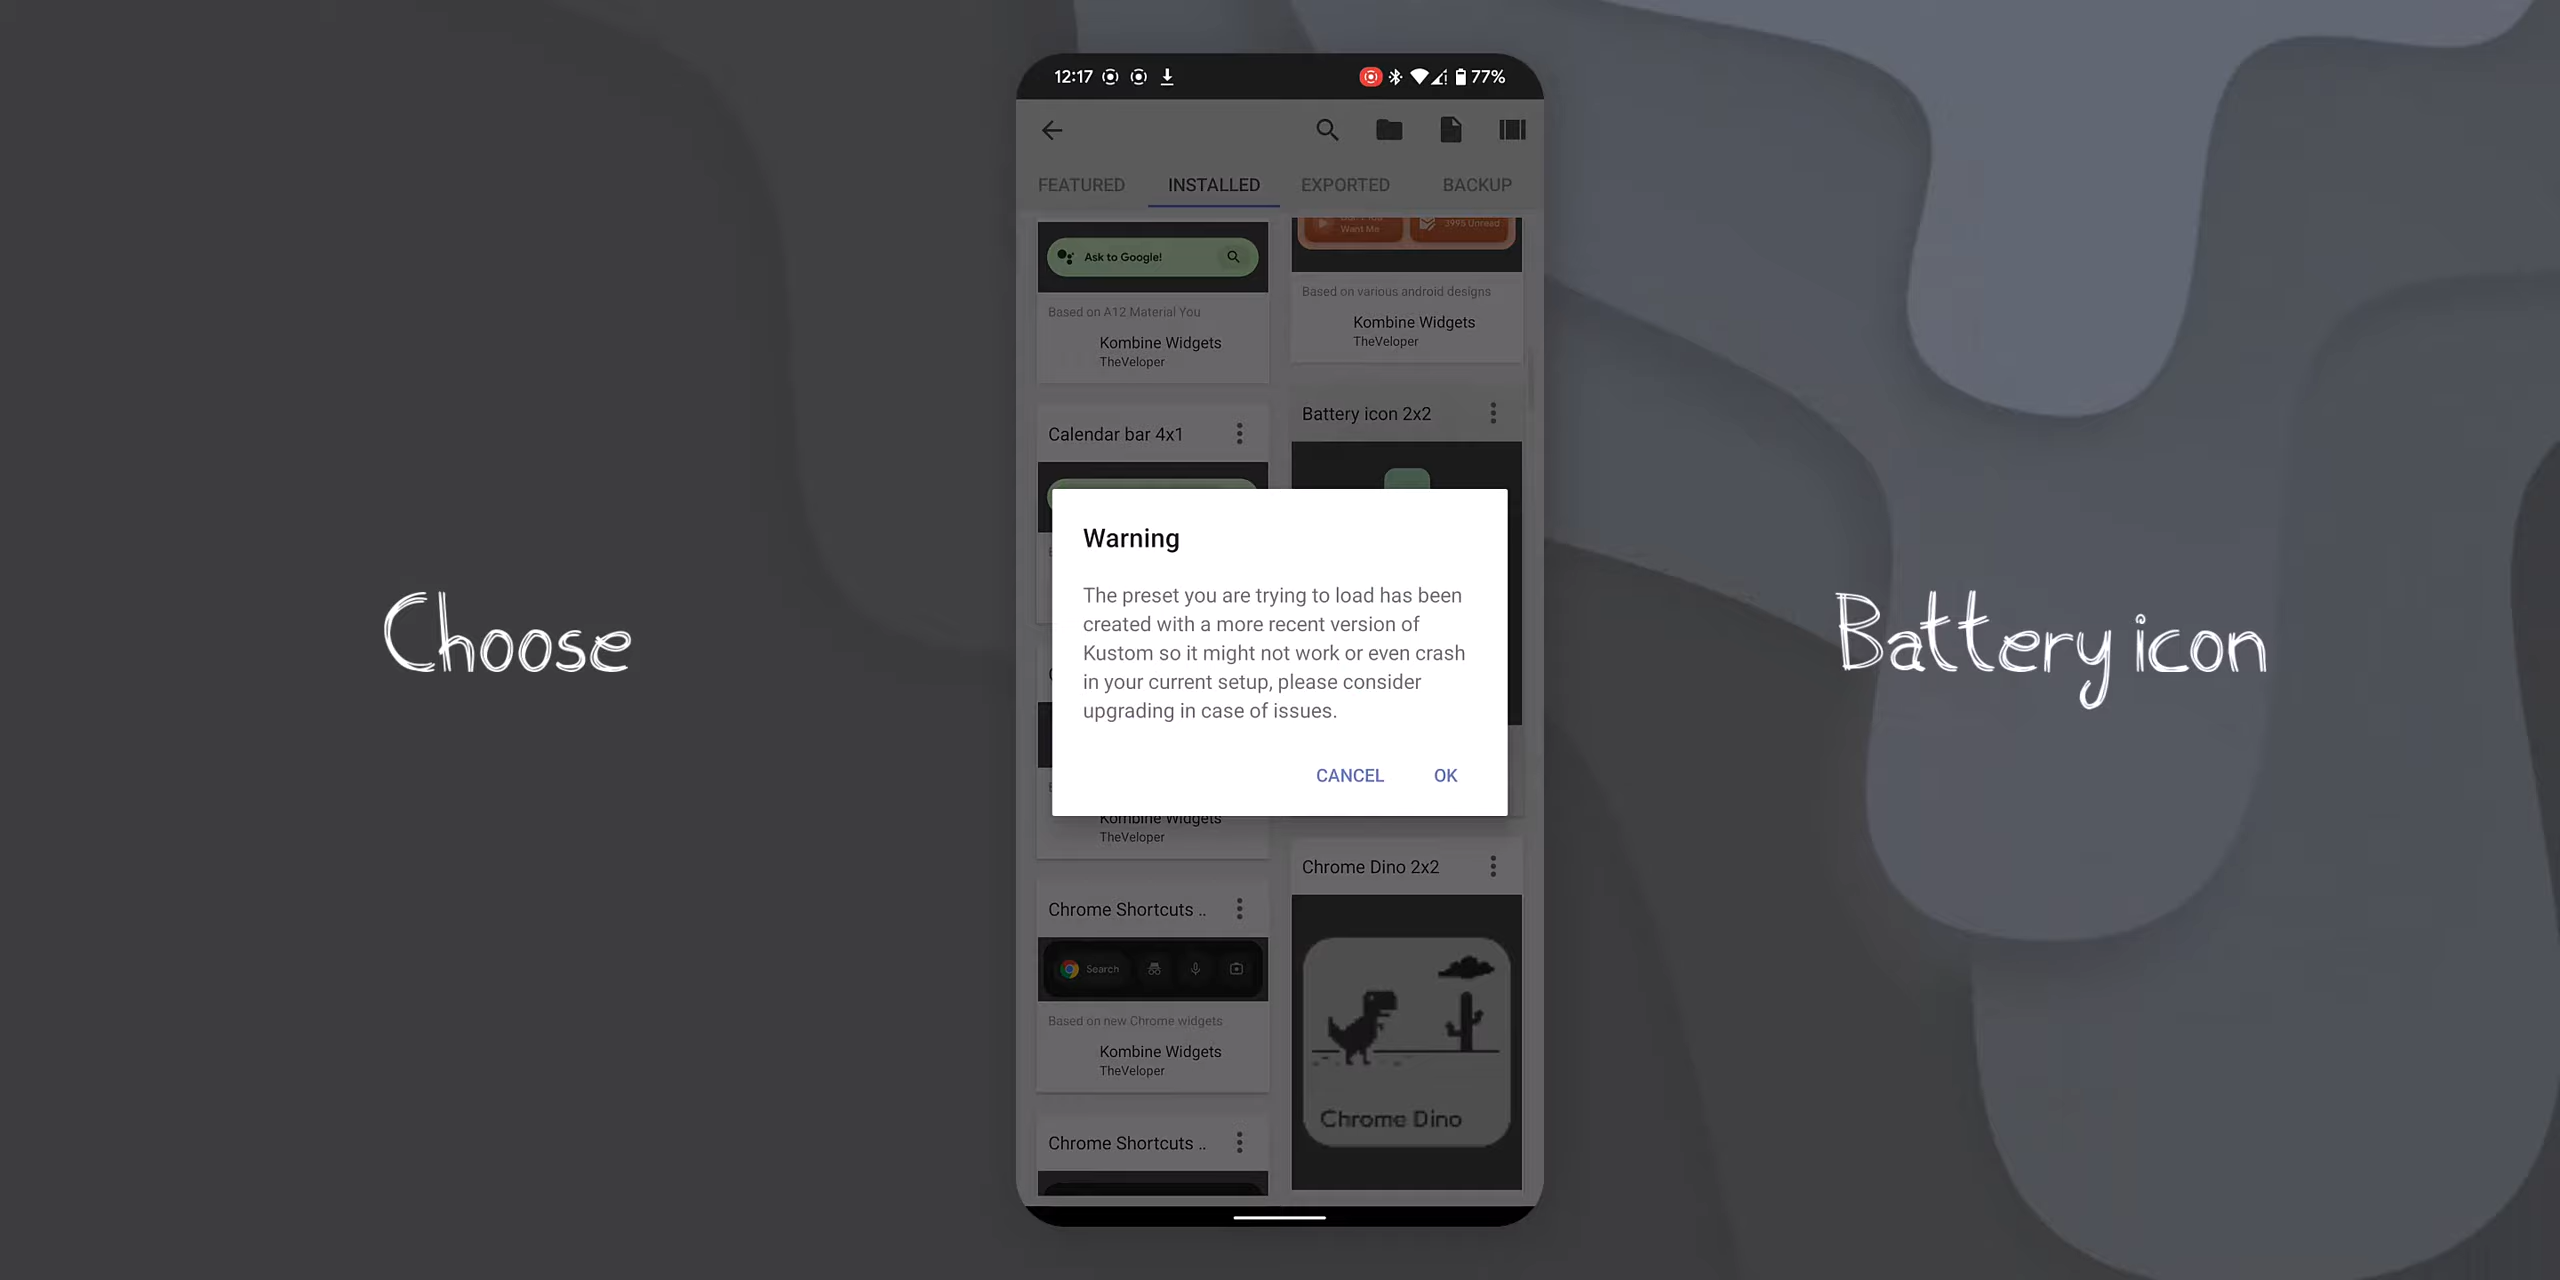 12:17
77%
FEATURED
INSTALLED
EXPORTED
BACKUP
Ask to Google!
Based on A12 Material You
Kombine Widgets
TheVeloper
Want Me
3995 Unread
Based on various android designs
Kombine Widgets
TheVeloper
Calendar bar 4x1
Battery icon 2x2
Choose
Warning
The preset you are trying to load has been
created with a more recent version of
Kustom so it might not work or even crash
in your current setup, please consider
upgrading in case of issues.
CANCEL
OK
Battery icon
Kombine Widgets
TheVeloper
Chrome Shortcuts ..
Search
Based on new Chrome widgets
Kombine Widgets
TheVeloper
Chrome Shortcuts ..
Chrome Dino 2x2
Chrome Dino